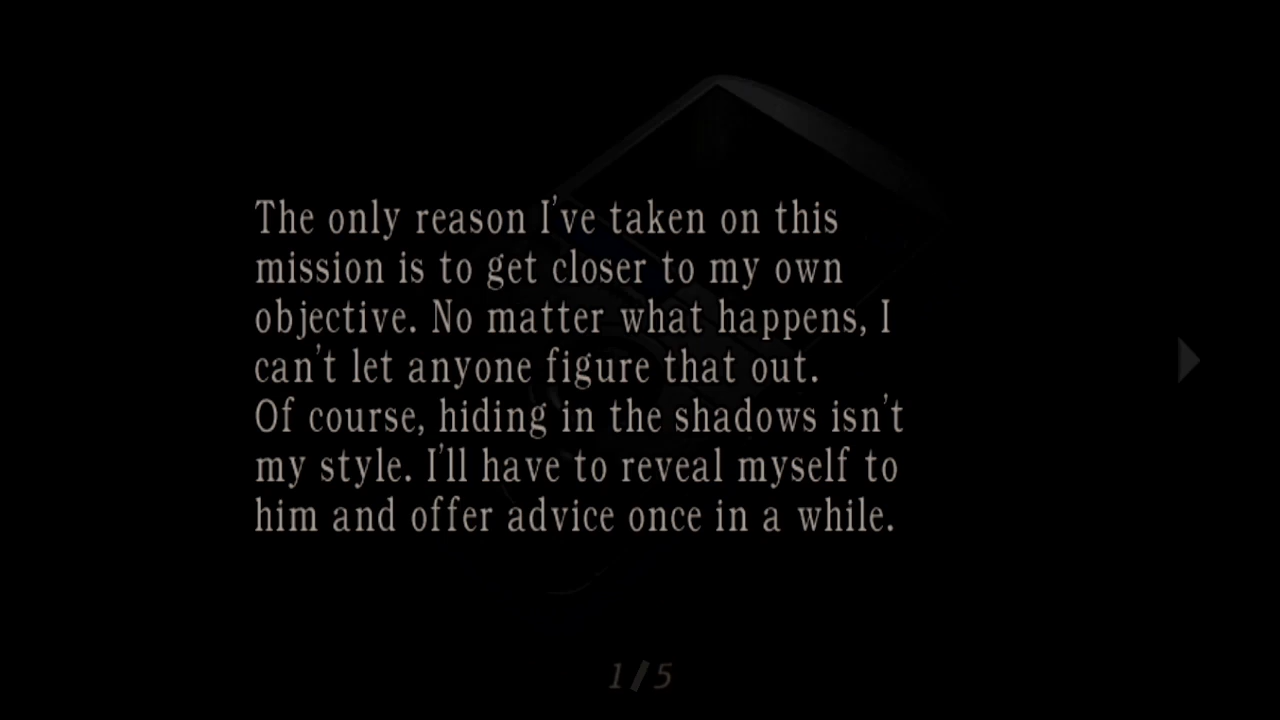 The only reason I've taken on this
mission is to get closer to my own
objective. No matter what happens, I
can't let anyone figure that out.
Of course, hiding in the shadows isn't
my style. I'll have to reveal myself to
him and offer advice once in a while.
1/5